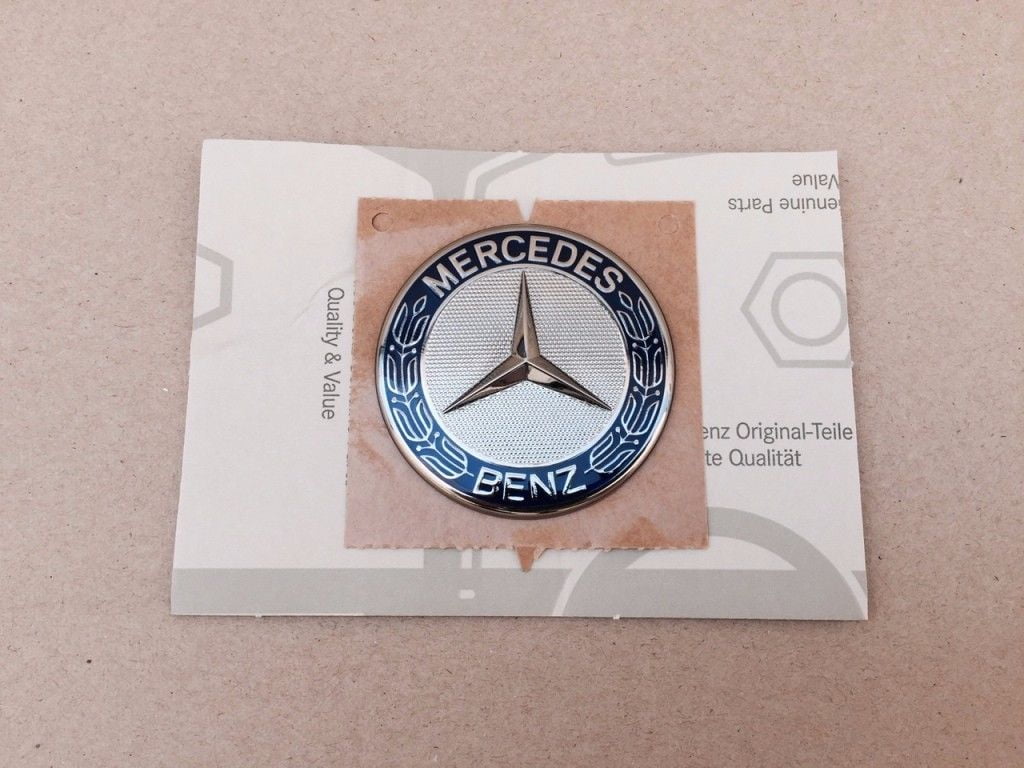 MERCEDES
BENZ
Quality & Value
enuine Parts
Value
enz Original-Teile
te Qualität